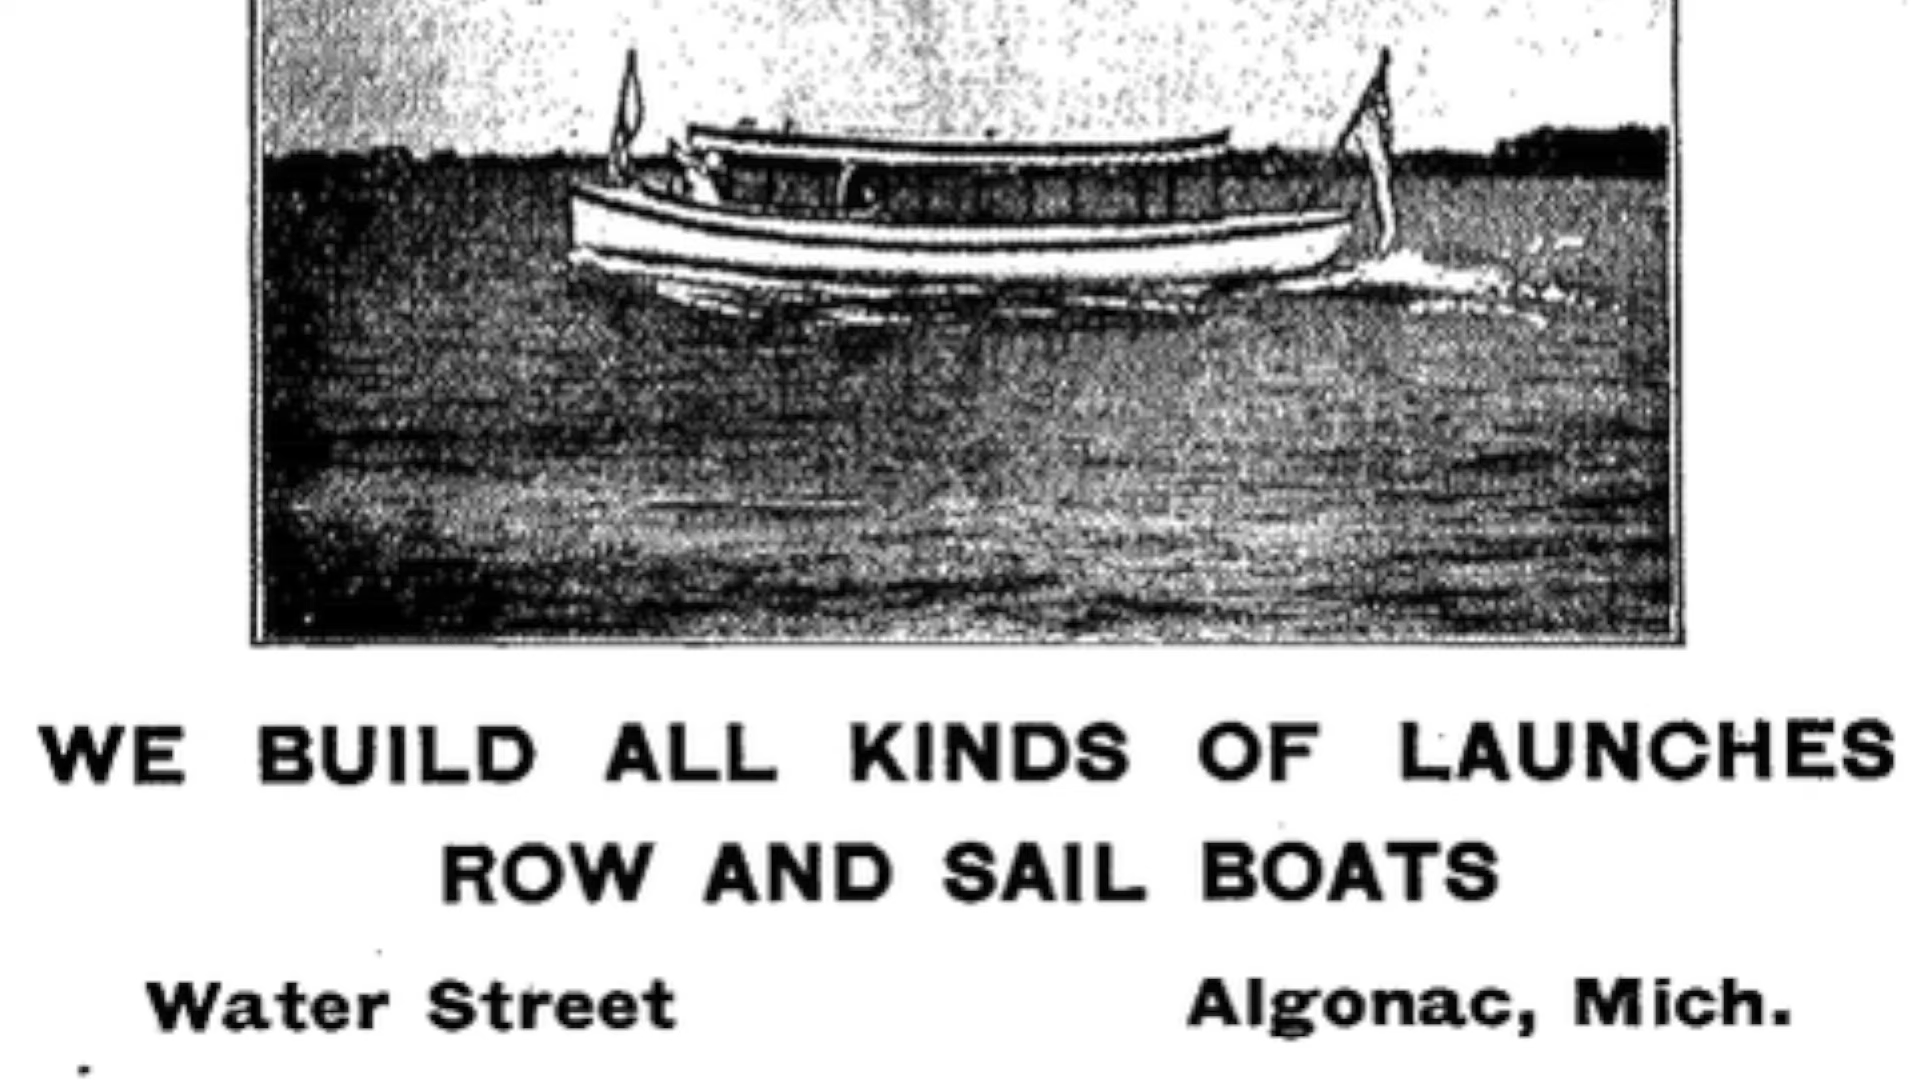 WE BUILD ALL KINDS OF LAUNCHES
ROW AND SAIL BOATS
Water Street Algonac, Mich.